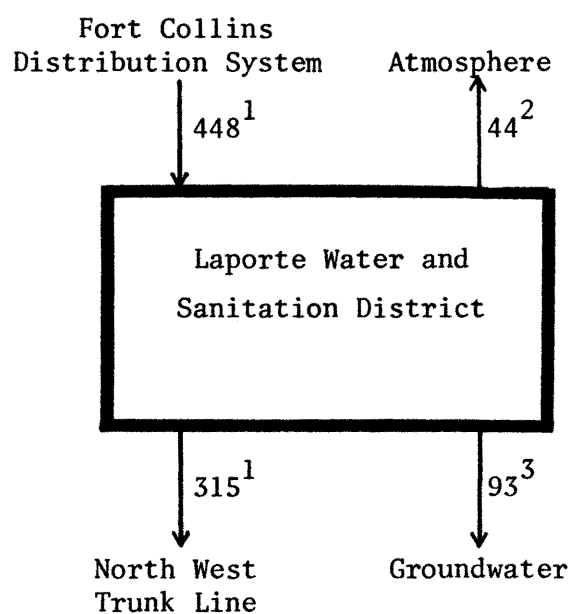 Fort Collins
Distribution System
Atmosphere
448¹
44²
Laporte Water and
Sanitation District
315¹
93³
North West
Trunk Line
Groundwater